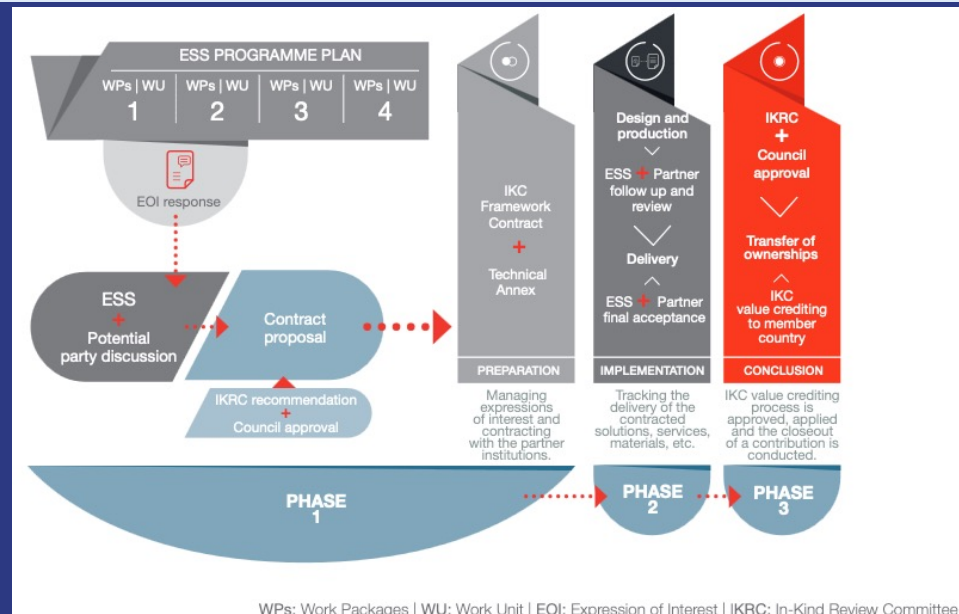 ESS PROGRAMME PLAN
WPs | WU WPs | WU WPs | WU WPs | WU
1 2 3 4
EOI response
ESS
+
Potential
party discussion
Contract
proposal
IKRC recommendation
+
Council approval
IKC
Framework
Contract
+
Technical
Annex
PREPARATION
Managing
expressions
of interest and
contracting
with the partner
institutions.
Design and
production
ESS + Partner
follow up and
review
Delivery
ESS + Partner
final acceptance
IMPLEMENTATION
Tracking the
delivery of the
contracted
solutions, services,
materials, etc.
IKRC
+
Council
approval
Transfer of
ownerships
IKC
value crediting
to member
country
CONCLUSION
IKC value crediting
process is
approved, applied
and the closeout
of a contribution is
conducted.
PHASE
1
PHASE
2
PHASE
3
WPs: Work Packages | WU: Work Unit | EOI: Expression of Interest | IKRC: In-Kind Review Committee